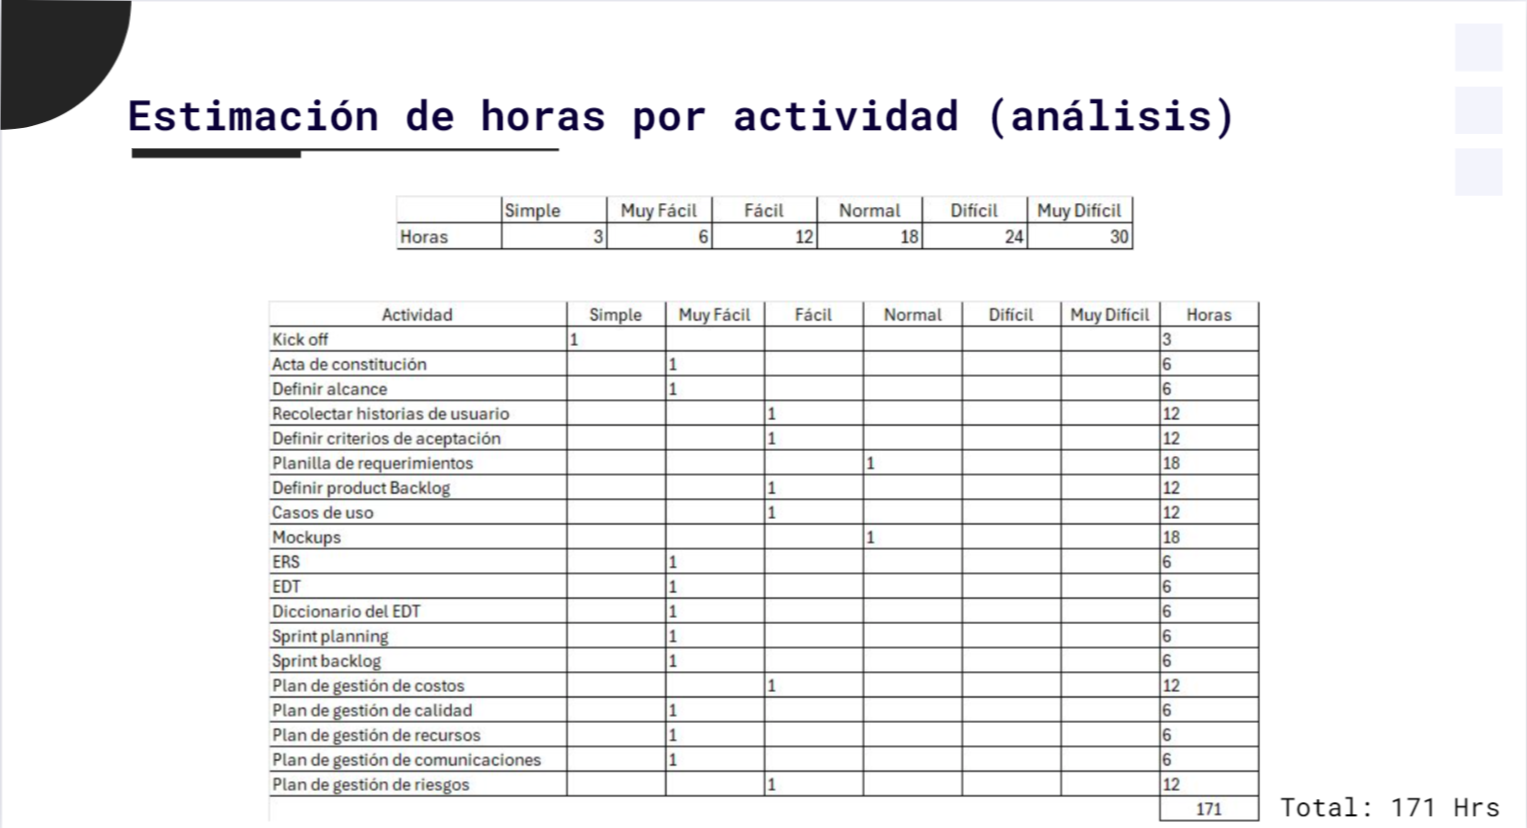 Estimación de horas por actividad (análisis)
Simple Muy Fácil Fácil Normal Difícil Muy Difícil
Horas 3 6 12 18 24 30
Actividad Simple Muy Fácil Fácil Normal Difícil Muy Difícil Horas
Kick off 1 3
Acta de constitución 1 6
Definir alcance 1 6
Recolectar historias de usuario 1 12
Definir criterios de aceptación 1 12
Planilla de requerimientos 1 18
Definir product Backlog 1 12
Casos de uso 1 12
Mockups 1 18
ERS 1 6
EDT 1 6
Diccionario del EDT 1 6
Sprint planning 1 6
Sprint backlog 1 6
Plan de gestión de costos 1 12
Plan de gestión de calidad 1 6
Plan de gestión de recursos 1 6
Plan de gestión de comunicaciones 1 6
Plan de gestión de riesgos 1 12
171 Total: 171 Hrs